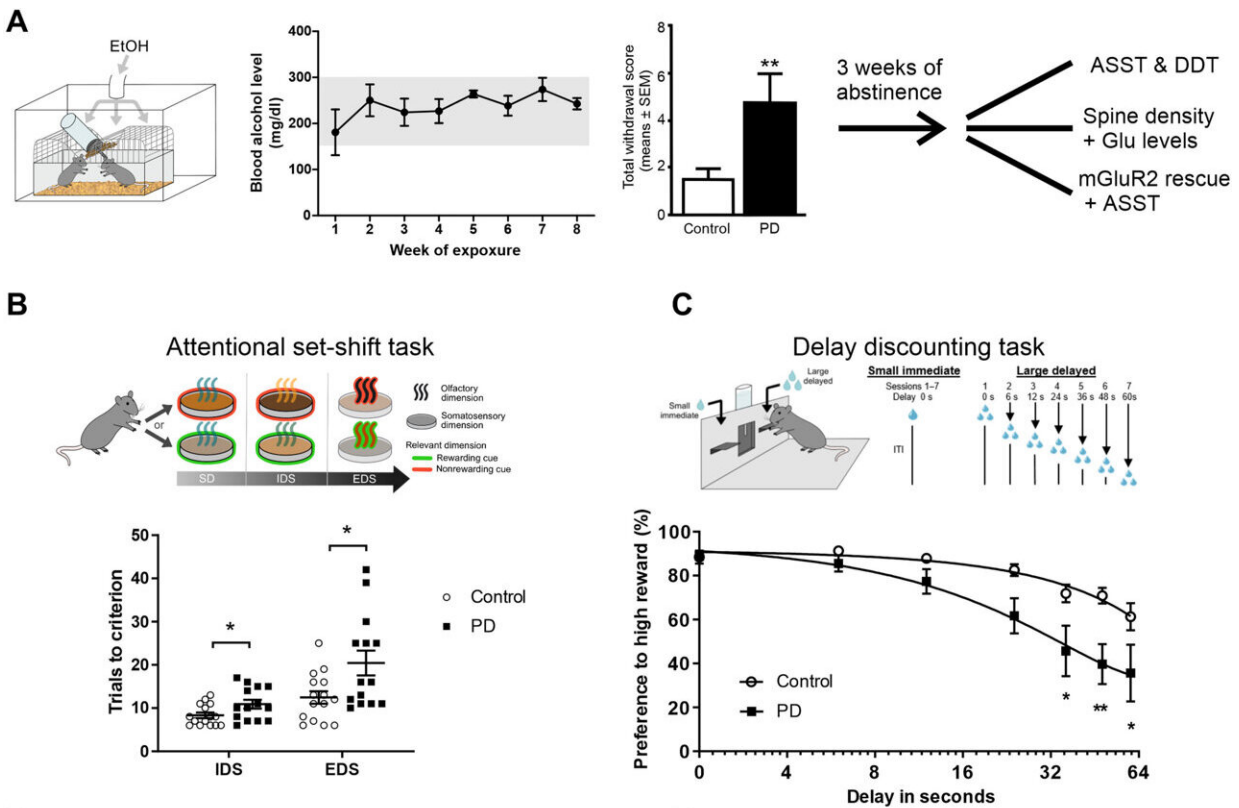 A
EtOH
Blood alcohol level
(mg/dl)
400
300
200
100
0
1 2 3 4 5 6 7 8
Week of expoxure
Total withdrawal score
(means ± SEM)
8
6
4
2
0
**
Control PD
3 weeks of
abstinence
ASST & DDT
Spine density
+ Glu levels
mGluR2 rescue
+ ASST
B
Attentional set-shift task
or
SD IDS EDS
Olfactory
dimension
Somatosensory
dimension
Relevant dimension
Rewarding cue
Nonrewarding cue
Trials to criterion
50
40
30
20
10
0
*
*
IDS EDS
Control
PD
C
Delay discounting task
Small
immediate
Large
delayed
Small immediate
Sessions 1–7
Delay 0 s
ITI
Large delayed
1 2 3 4 5 6 7
0 s 6 s 12 s 24 s 36 s 48 s 60s
Preference to high reward (%)
100
80
60
40
20
0
Control
PD
*
**
*
0 4 8 16 32 64
Delay in seconds